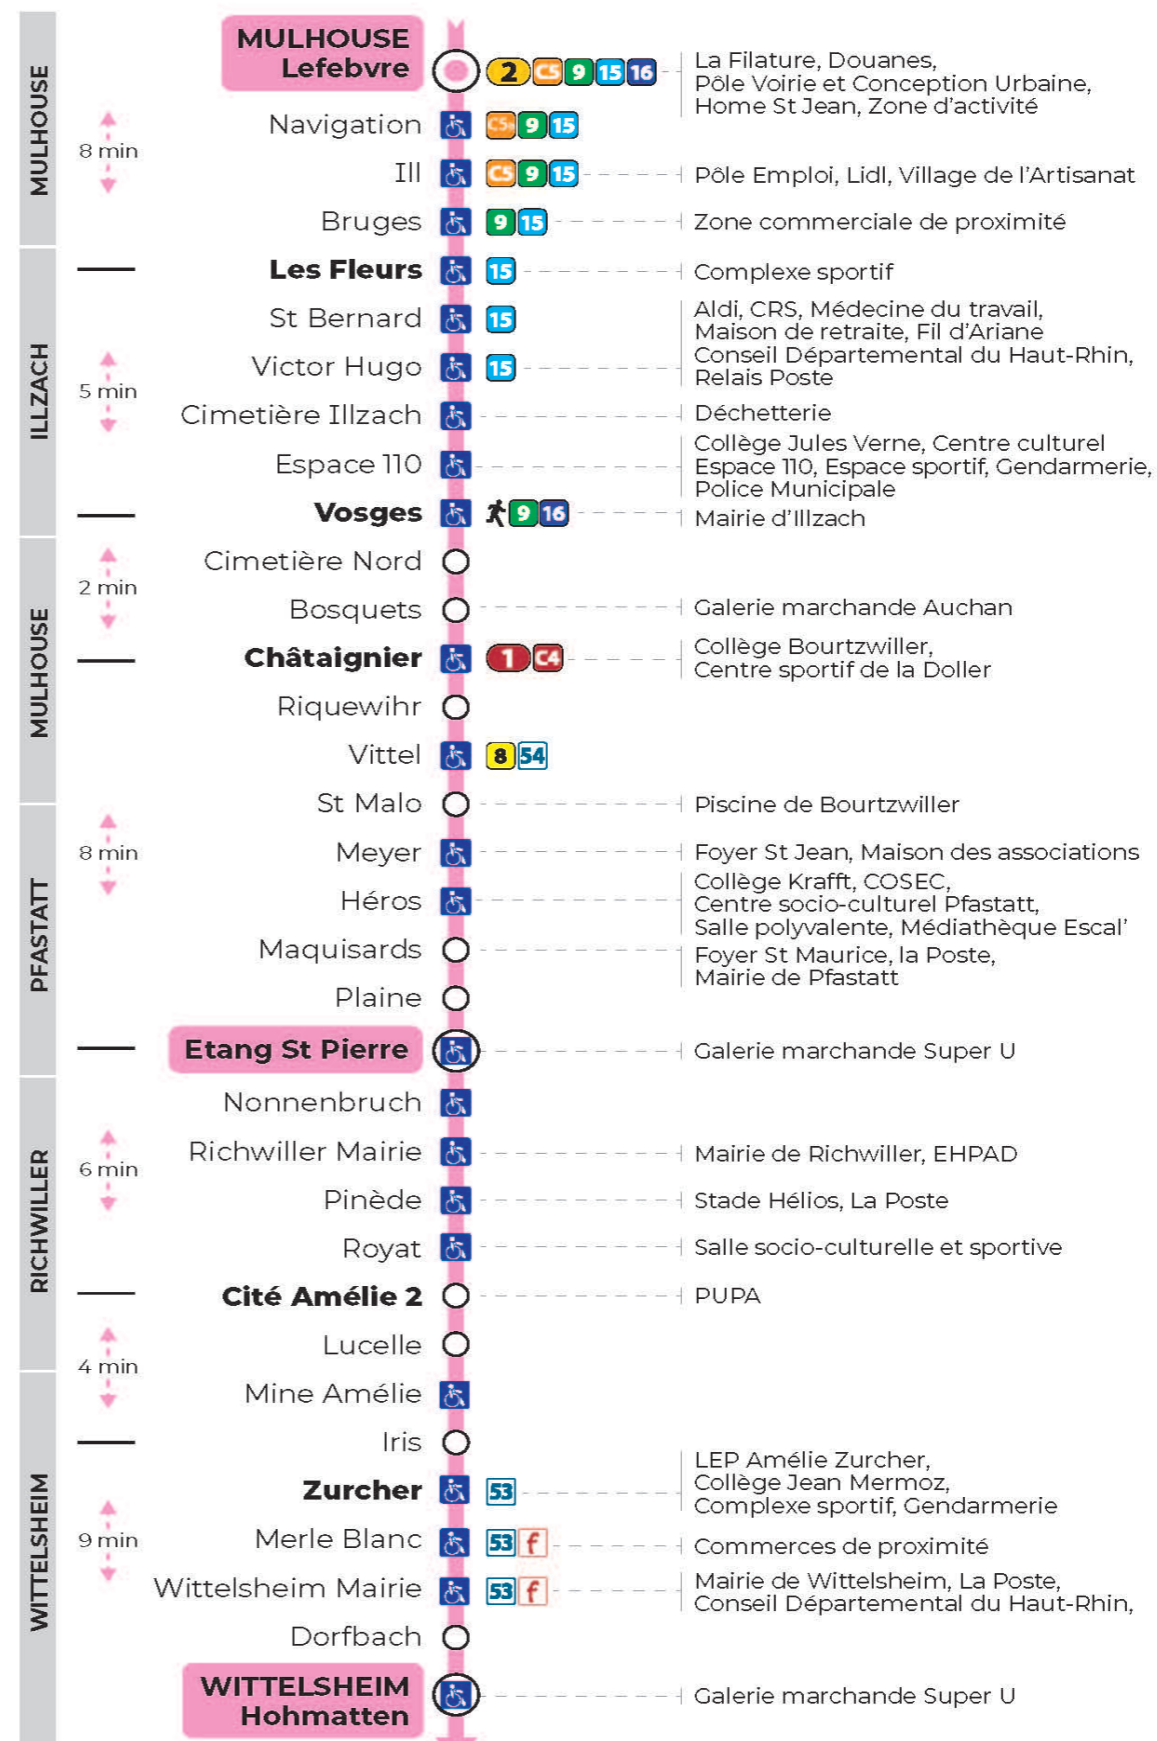 MULHOUSE
Lefebvre
2 C5 9 15 16
La Filature, Douanes,
Pôle Voirie et Conception Urbaine,
Home St Jean, Zone d'activité
MULHOUSE
8 min
Navigation
9 15
Ill
C5 9 15
Pôle Emploi, Lidl, Village de l'Artisanat
Bruges
9 15
Zone commerciale de proximité
ILLZACH
5 min
Les Fleurs
15
Complexe sportif
St Bernard
15
Aldi, CRS, Médecine du travail,
Maison de retraite, Fil d'Ariane
Victor Hugo
15
Conseil Départemental du Haut-Rhin,
Relais Poste
Cimetière Illzach
Déchetterie
Espace 110
Collège Jules Verne, Centre culturel
Espace 110, Espace sportif, Gendarmerie,
Police Municipale
Vosges
9 16
Mairie d'Illzach
MULHOUSE
2 min
Cimetière Nord
Bosquets
Galerie marchande Auchan
Châtaignier
1 C4
Collège Bourtzwiller,
Centre sportif de la Doller
Riquewihr
Vittel
8 54
PFASTATT
8 min
St Malo
Piscine de Bourtzwiller
Meyer
Foyer St Jean, Maison des associations
Héros
Collège Krafft, COSEC,
Centre socio-culturel Pfastatt,
Salle polyvalente, Médiathèque Escal'
Maquisards
Foyer St Maurice, la Poste,
Mairie de Pfastatt
Plaine
Etang St Pierre
Galerie marchande Super U
RICHWILLER
6 min
Nonnenbruch
Richwiller Mairie
Mairie de Richwiller, EHPAD
Pinède
Stade Hélios, La Poste
Royat
Salle socio-culturelle et sportive
Cité Amélie 2
PUPA
4 min
Lucelle
WITTELSHEIM
Mine Amélie
Iris
9 min
Zurcher
53
LEP Amélie Zurcher,
Collège Jean Mermoz,
Complexe sportif, Gendarmerie
Merle Blanc
53 f
Commerces de proximité
Wittelsheim Mairie
53 f
Mairie de Wittelsheim, La Poste,
Conseil Départemental du Haut-Rhin,
Dorfbach
WITTELSHEIM
Hohmatten
Galerie marchande Super U